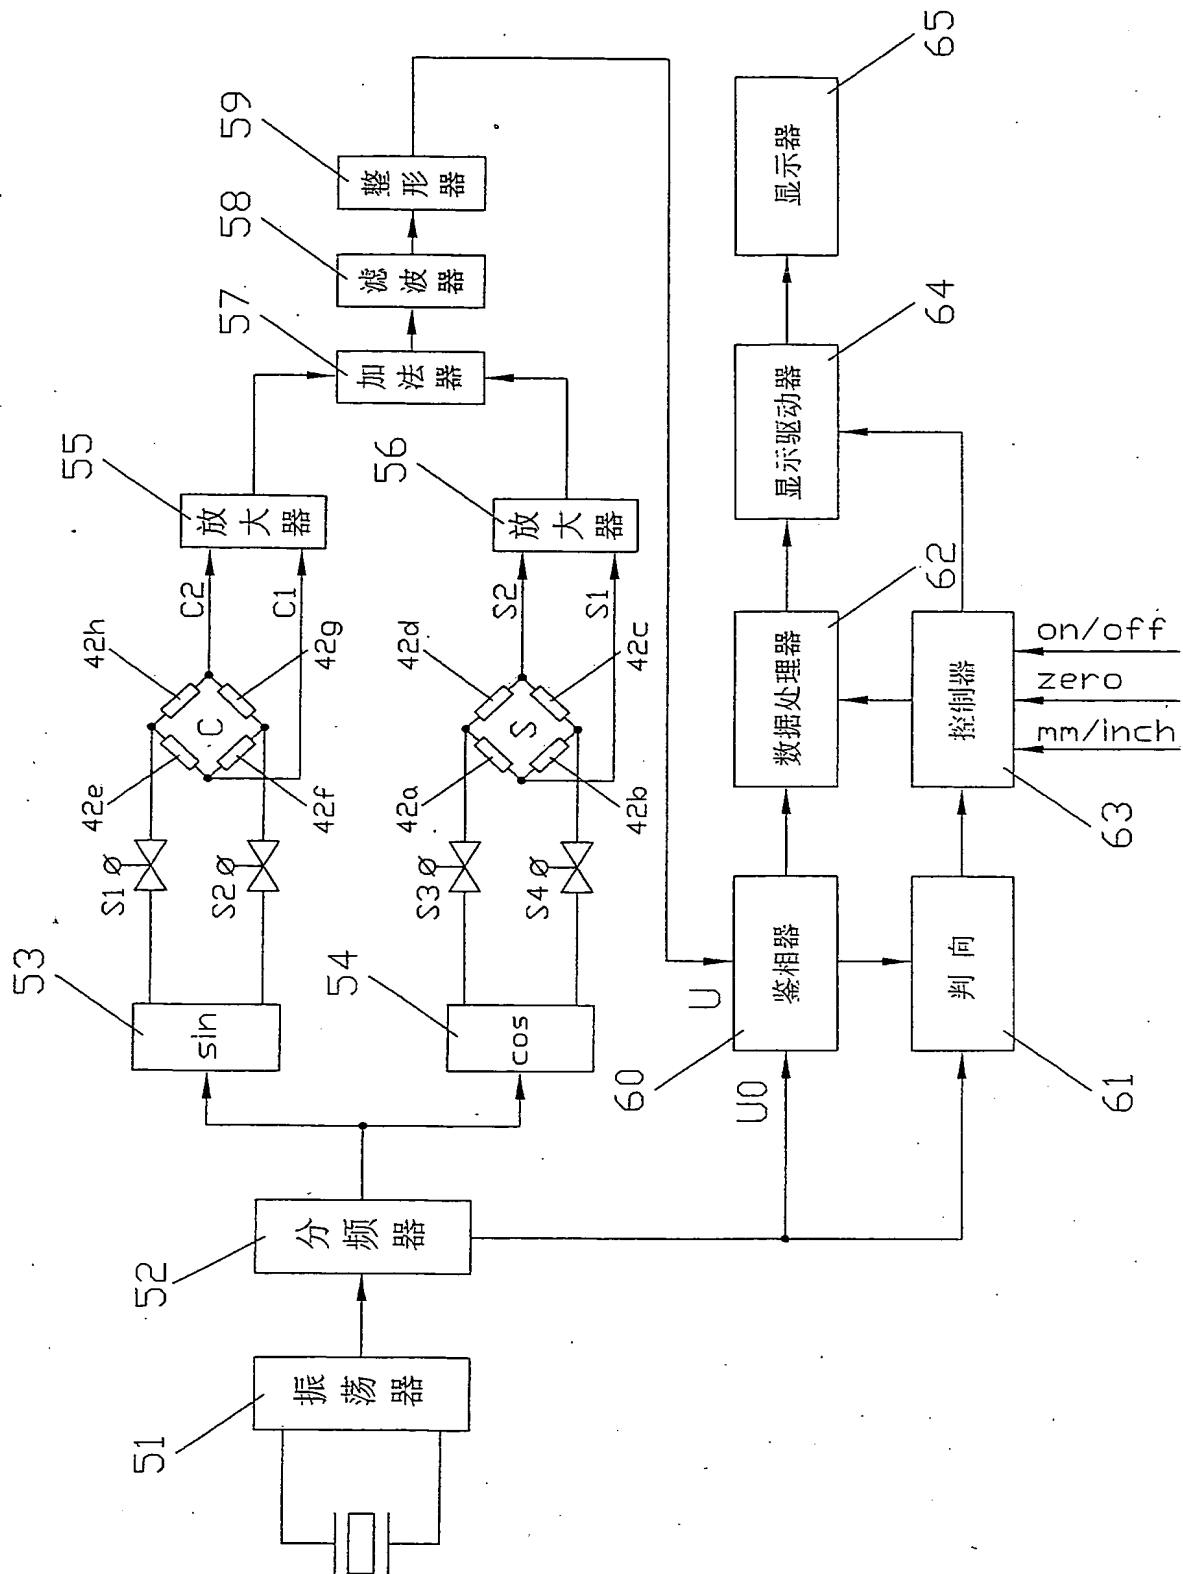 51
振荡器
52
分频器
53
sin
54
cos
S1
S2
S3
S4
42e
42h
42f
42g
C
C2
C1
42a
42d
42b
42c
S
S2
S1
55
放大器
56
放大器
57
加法器
58
滤波器
59
整形器
U
U0
60
鉴相器
61
判向
62
数据处理器
63
控制器
mm/inch
zero
on/off
64
显示驱动器
65
显示器